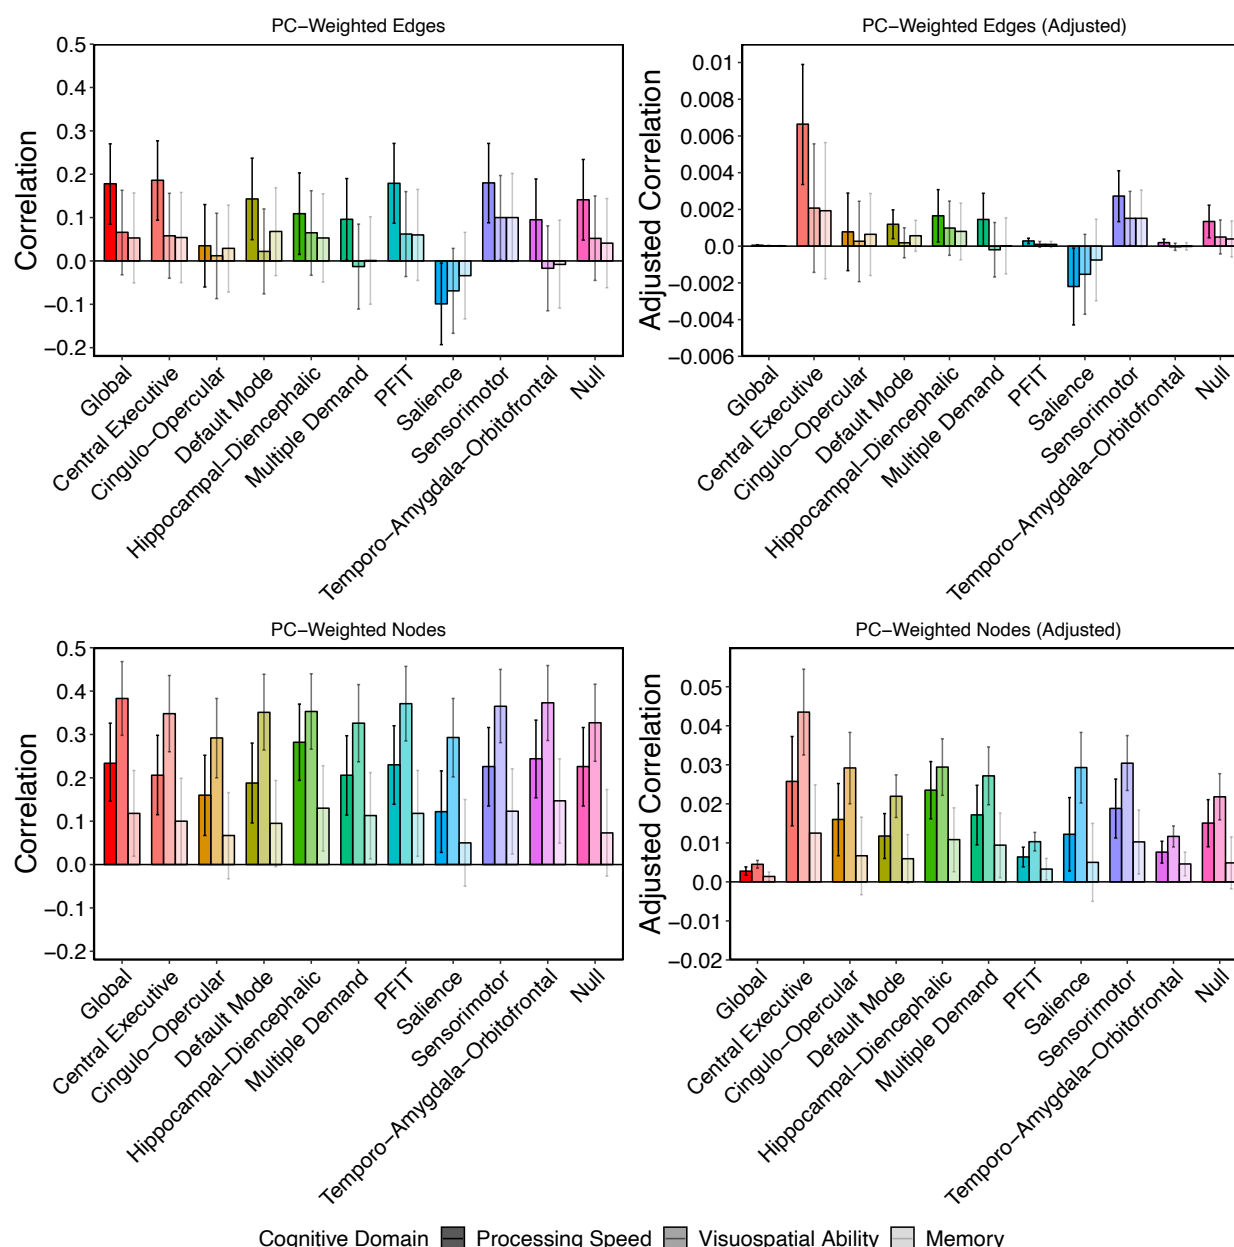 PC−Weighted Edges
Correlation
0.5
0.4
0.3
0.2
0.1
0.0
−0.1
−0.2
Global
Central Executive
Cingulo−Opercular
Default Mode
Hippocampal−Diencephalic
Multiple Demand
PFIT
Salience
Sensorimotor
Temporo−Amygdala−Orbitofrontal
Null
PC−Weighted Edges (Adjusted)
Adjusted Correlation
0.01
0.008
0.006
0.004
0.002
0.000
−0.002
−0.004
−0.006
Global
Central Executive
Cingulo−Opercular
Default Mode
Hippocampal−Diencephalic
Multiple Demand
PFIT
Salience
Sensorimotor
Temporo−Amygdala−Orbitofrontal
Null
PC−Weighted Nodes
Correlation
0.5
0.4
0.3
0.2
0.1
0.0
−0.1
−0.2
Global
Central Executive
Cingulo−Opercular
Default Mode
Hippocampal−Diencephalic
Multiple Demand
PFIT
Salience
Sensorimotor
Temporo−Amygdala−Orbitofrontal
Null
PC−Weighted Nodes (Adjusted)
Adjusted Correlation
0.05
0.04
0.03
0.02
0.01
0.0
−0.01
−0.02
Global
Central Executive
Cingulo−Opercular
Default Mode
Hippocampal−Diencephalic
Multiple Demand
PFIT
Salience
Sensorimotor
Temporo−Amygdala−Orbitofrontal
Null
Cognitive Domain Processing Speed Visuospatial Ability Memory